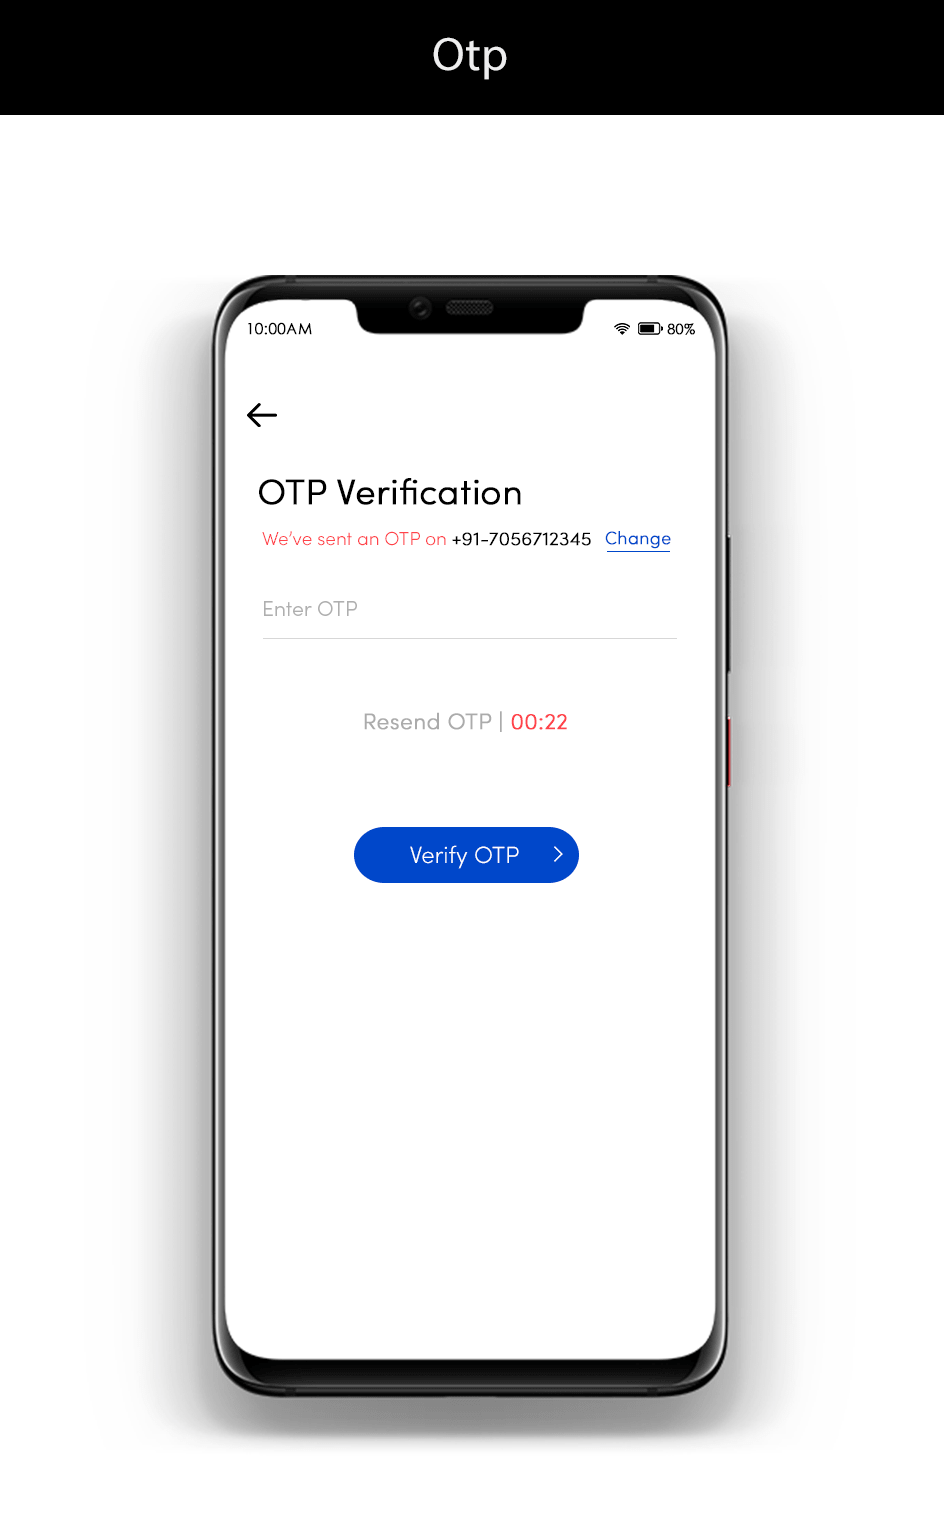 Otp
10:00AM 80%
OTP Verification
We've sent an OTP on +91-7056712345 Change
Enter OTP
Resend OTP | 00:22
Verify OTP